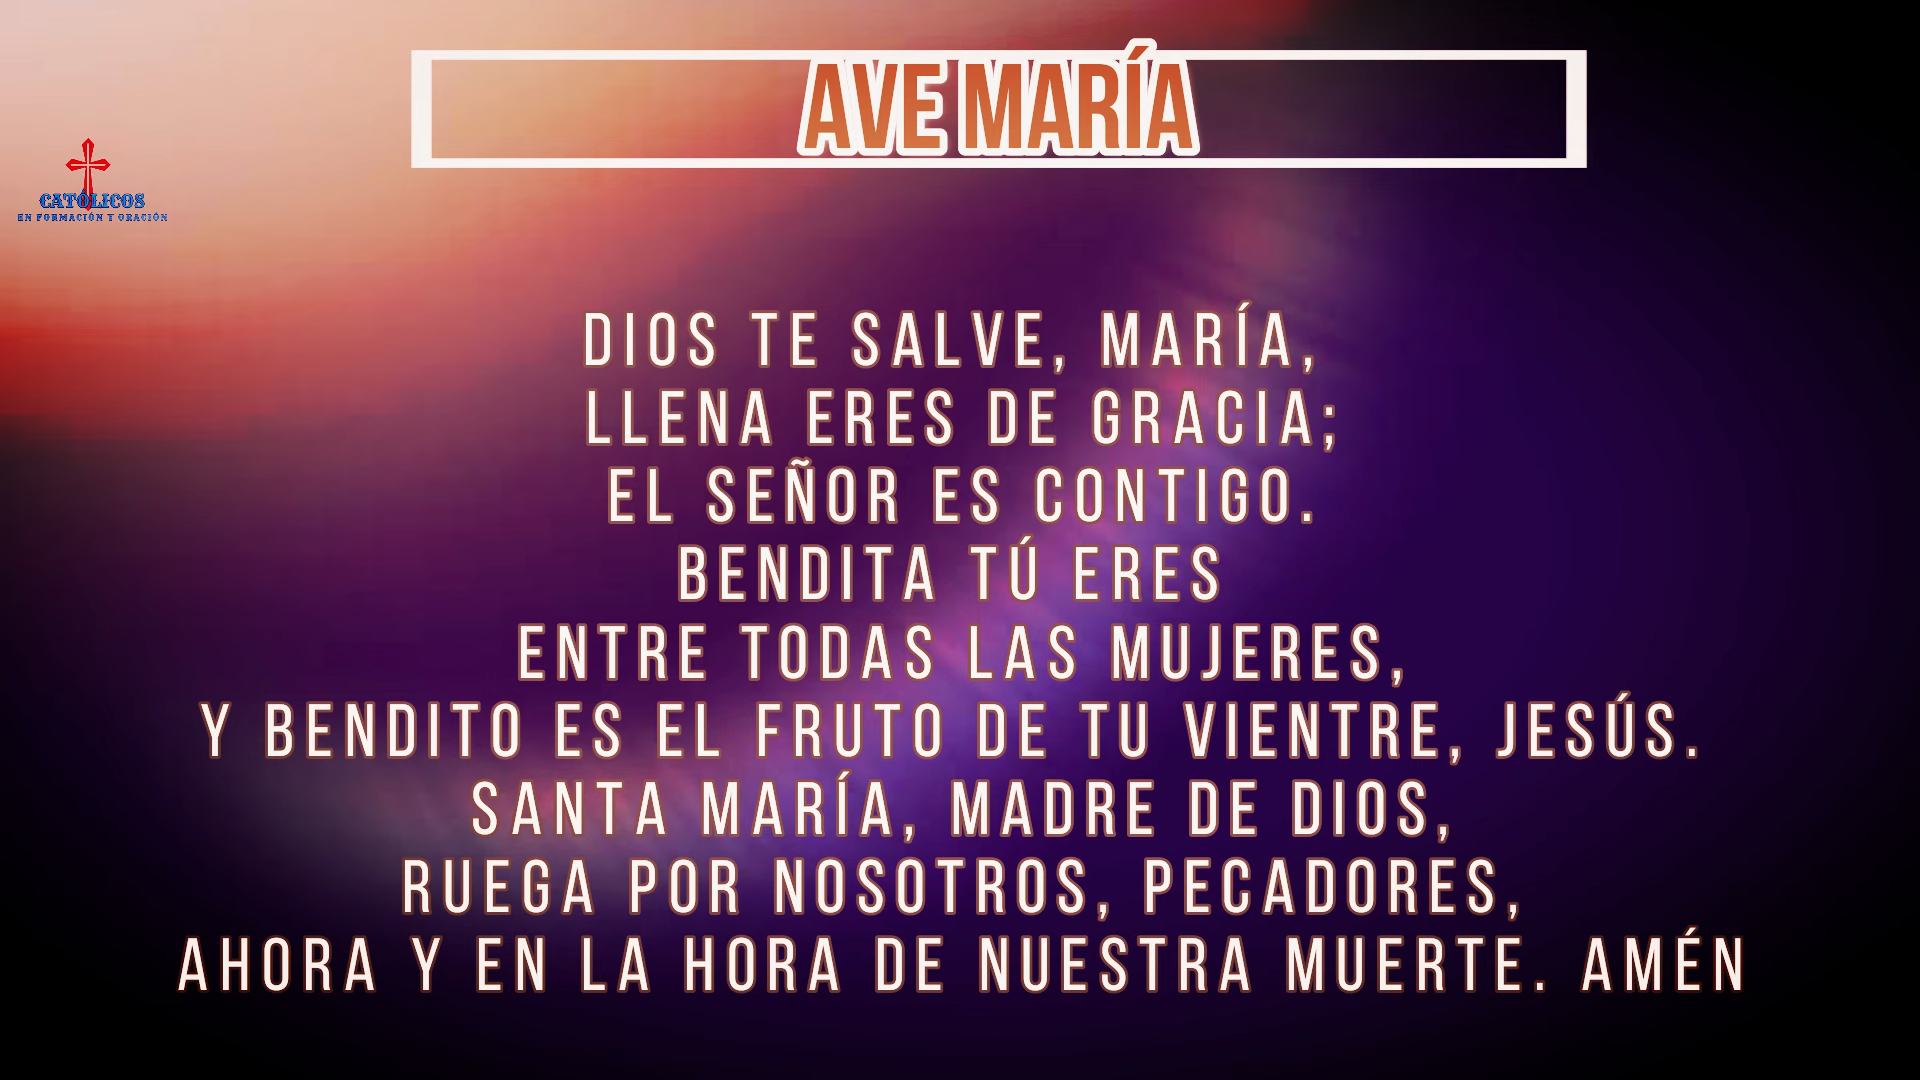 AVE MARÍA
CATÓLICOS
EN FORMACIÓN Y ORACIÓN
DIOS TE SALVE, MARÍA,
LLENA ERES DE GRACIA;
EL SEÑOR ES CONTIGO.
BENDITA TÚ ERES
ENTRE TODAS LAS MUJERES,
Y BENDITO ES EL FRUTO DE TU VIENTRE, JESÚS.
SANTA MARÍA, MADRE DE DIOS,
RUEGA POR NOSOTROS, PECADORES,
AHORA Y EN LA HORA DE NUESTRA MUERTE. AMÉN